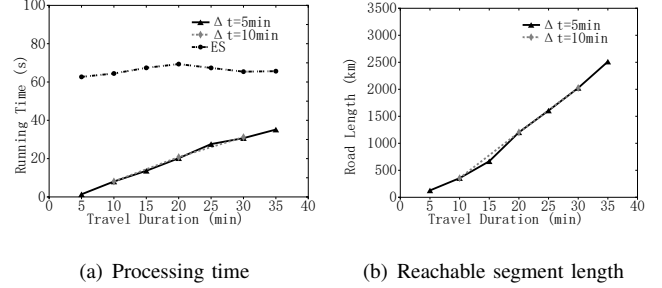 Δ t=5min
Δ t=10min
ES
100
80
60
40
20
0
Running Time (s)
0 5 10 15 20 25 30 35 40
Travel Duration (min)
(a) Processing time
Δ t=5min
Δ t=10min
3500
3000
2500
2000
1500
1000
500
0
Road Length (km)
0 5 10 15 20 25 30 35 40
Travel Duration (min)
(b) Reachable segment length